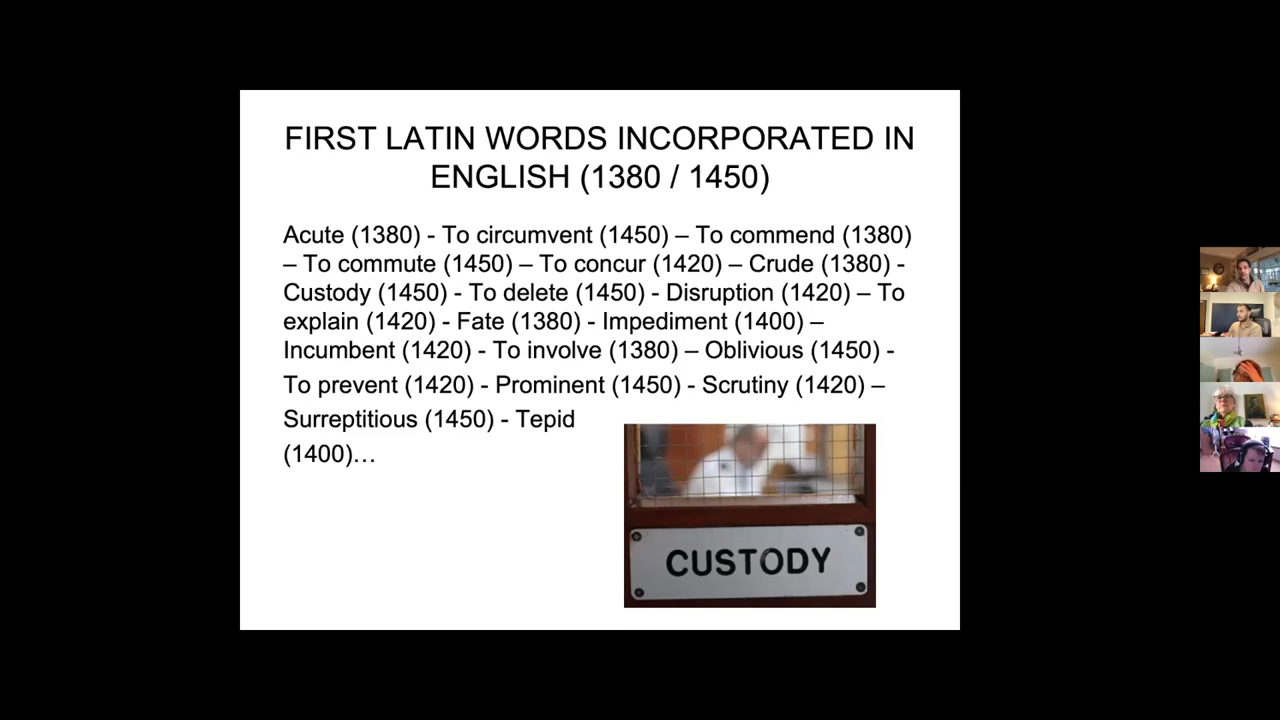 FIRST LATIN WORDS INCORPORATED IN
ENGLISH (1380 / 1450)
Acute (1380) - To circumvent (1450) – To commend (1380)
– To commute (1450) – To concur (1420) – Crude (1380) -
Custody (1450) - To delete (1450) - Disruption (1420) – To
explain (1420) - Fate (1380) - Impediment (1400) –
Incumbent (1420) - To involve (1380) – Oblivious (1450) -
To prevent (1420) - Prominent (1450) - Scrutiny (1420) –
Surreptitious (1450) - Tepid
(1400)…
CUSTODY